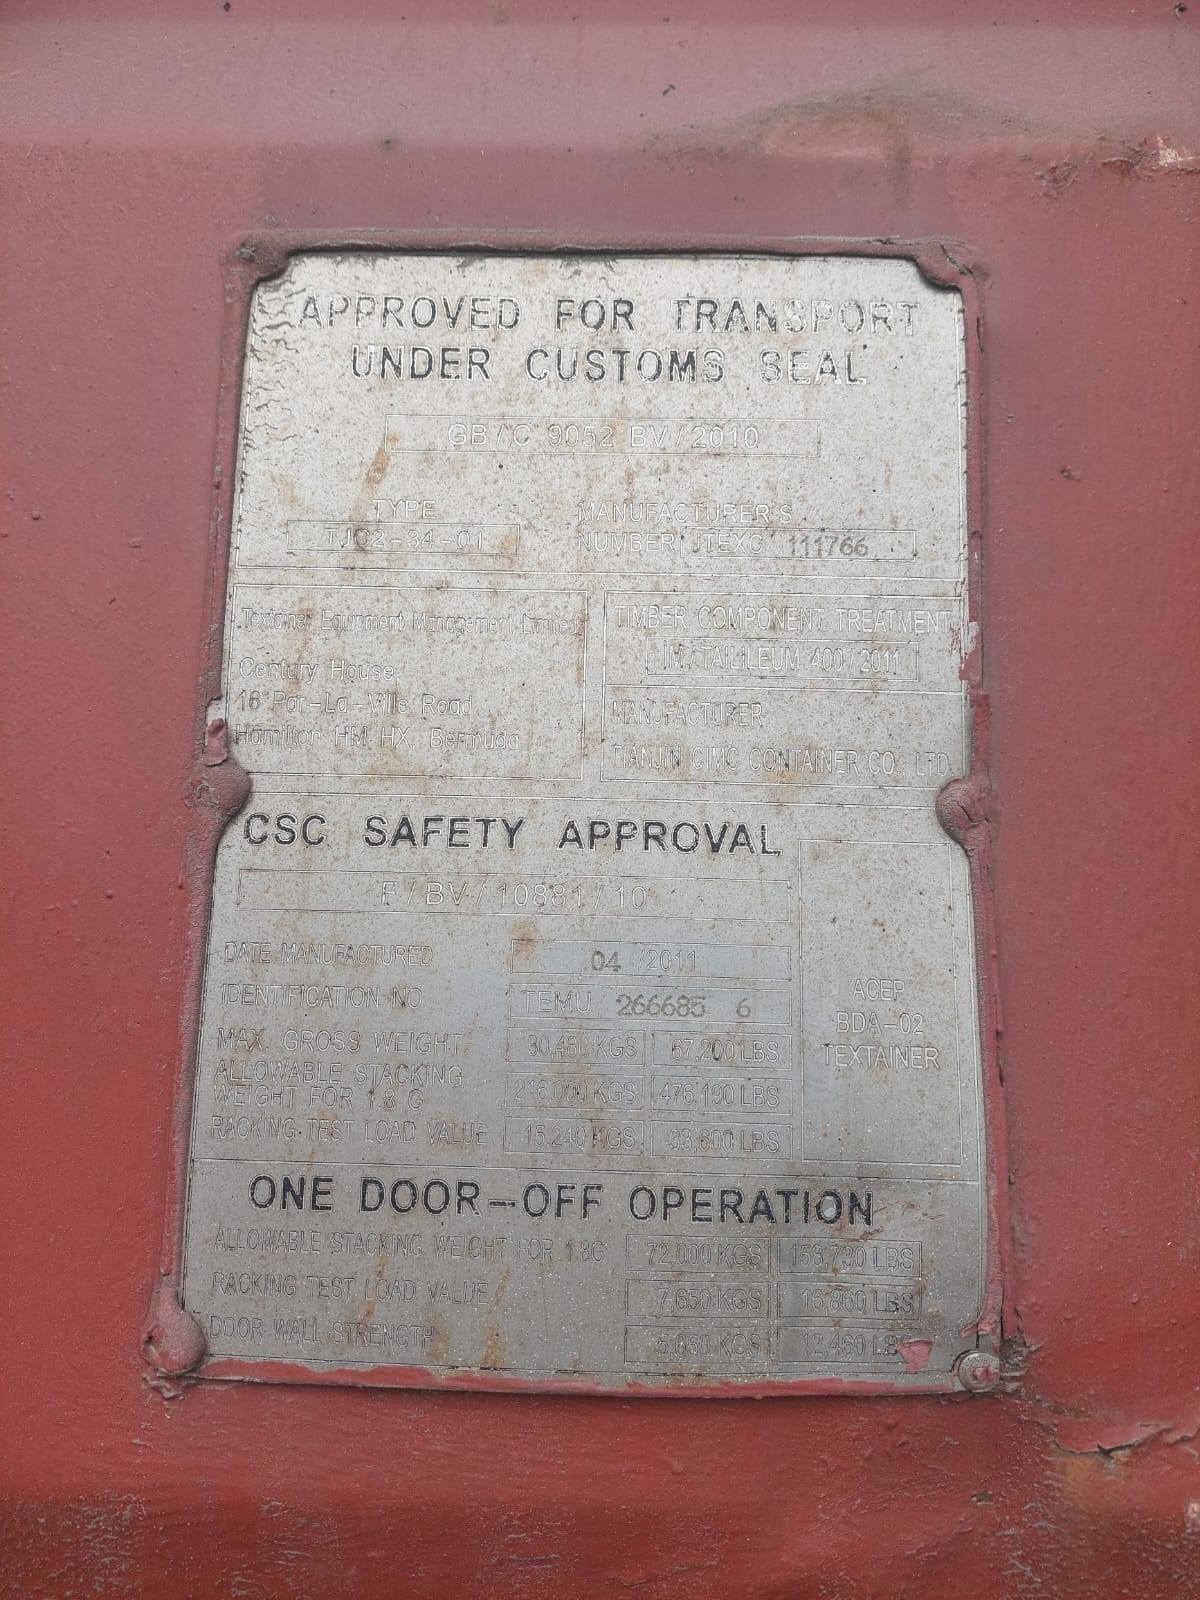 APPROVED FOR TRANSPORT
UNDER CUSTOMS SEAL
GB / C 9052 BV / 2010
TYPE
TJC2-34-01
MANUFACTURER'S
NUMBER JTEXC 111766
Textainer Equipment Management Limited
Century House
16 Par-La-Ville Road
Hamilton HM HX, Bermuda
TIMBER COMPONENT TREATMENT
IM / TAILILEUM 400 / 2011
MANUFACTURER
TIANJIN CIMC CONTAINER CO., LTD.
CSC SAFETY APPROVAL
F / BV / 10881 / 10
DATE MANUFACTURED 04 /2011
IDENTIFICATION NO TEMU 266685 6
MAX. GROSS WEIGHT 30,480 KGS 67,200 LBS
ALLOWABLE STACKING
WEIGHT FOR 1.8 G 216,000 KGS 476,190 LBS
RACKING TEST LOAD VALUE 15,240 KGS 33,600 LBS
ACEP
BDA-02
TEXTAINER
ONE DOOR-OFF OPERATION
ALLOWABLE STACKING WEIGHT FOR 1.8G 72,000 KGS 158,730 LBS
RACKING TEST LOAD VALUE 7,650 KGS 16,860 LBS
DOOR WALL STRENGTH 5,650 KGS 12,460 LBS